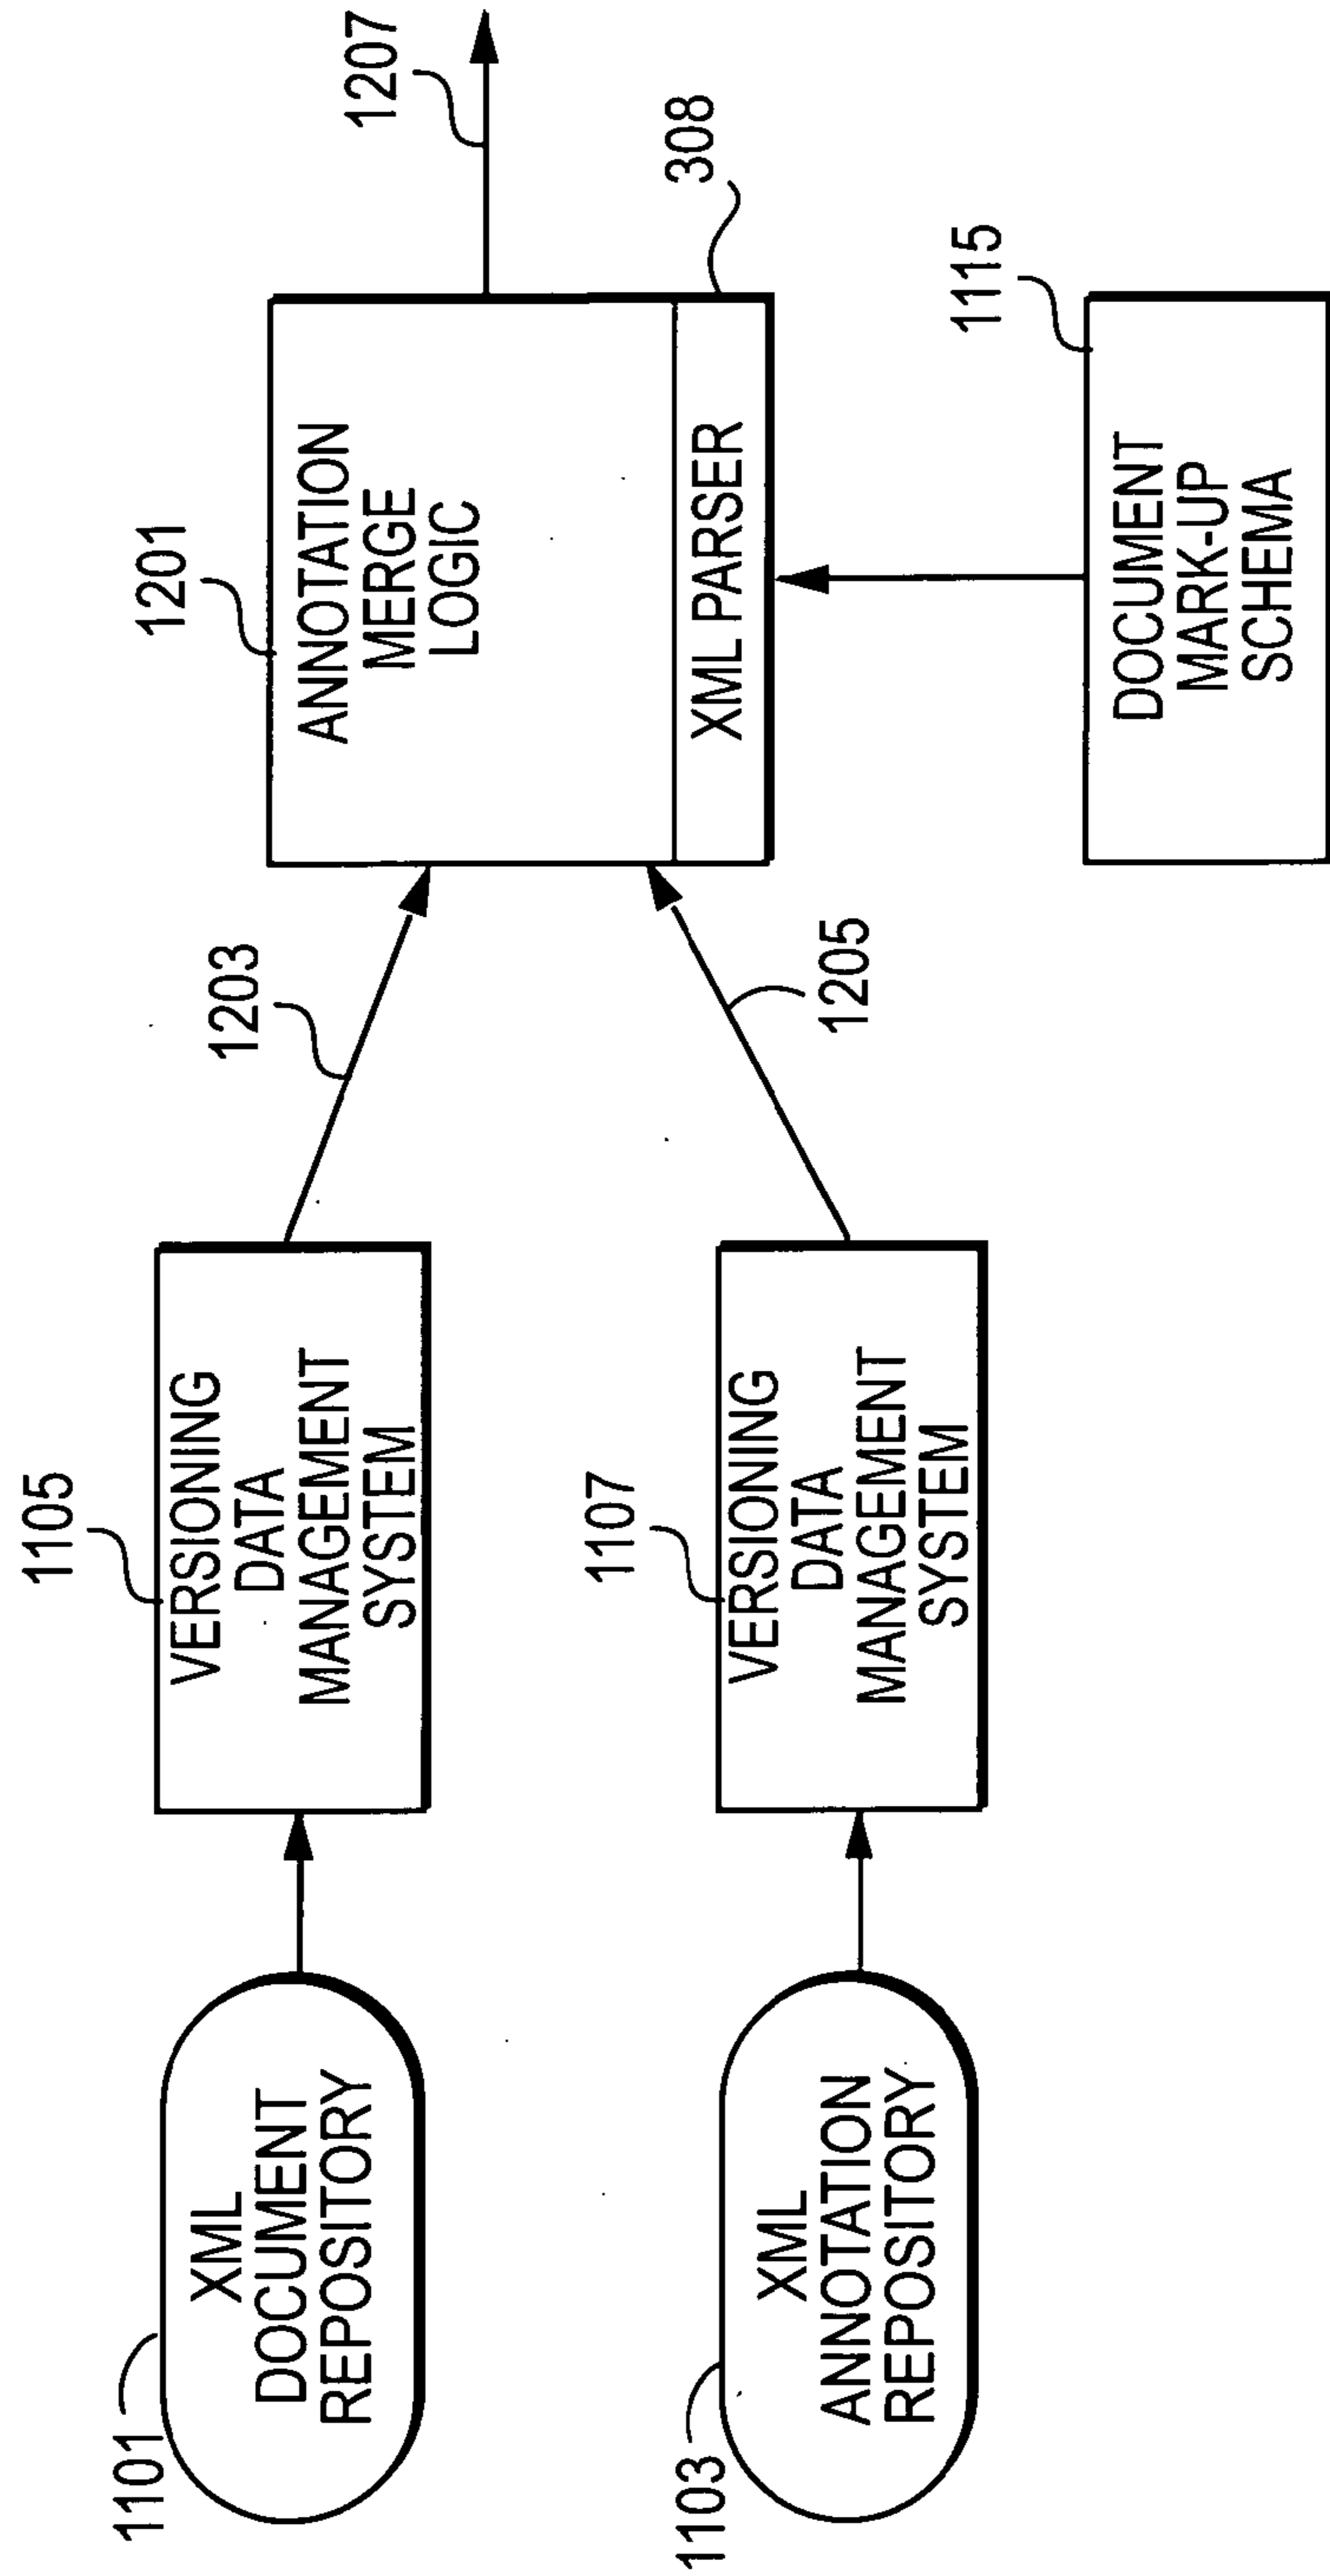 1101
XML
DOCUMENT
REPOSITORY
1105
VERSIONING
DATA
MANAGEMENT
SYSTEM
1203
1201
ANNOTATION
MERGE
LOGIC
XML PARSER
308
1207
1103
XML
ANNOTATION
REPOSITORY
1107
VERSIONING
DATA
MANAGEMENT
SYSTEM
1205
1115
DOCUMENT
MARK-UP
SCHEMA